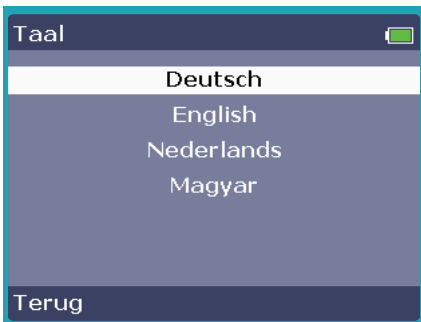 Taal
Deutsch
English
Nederlands
Magyar
Terug